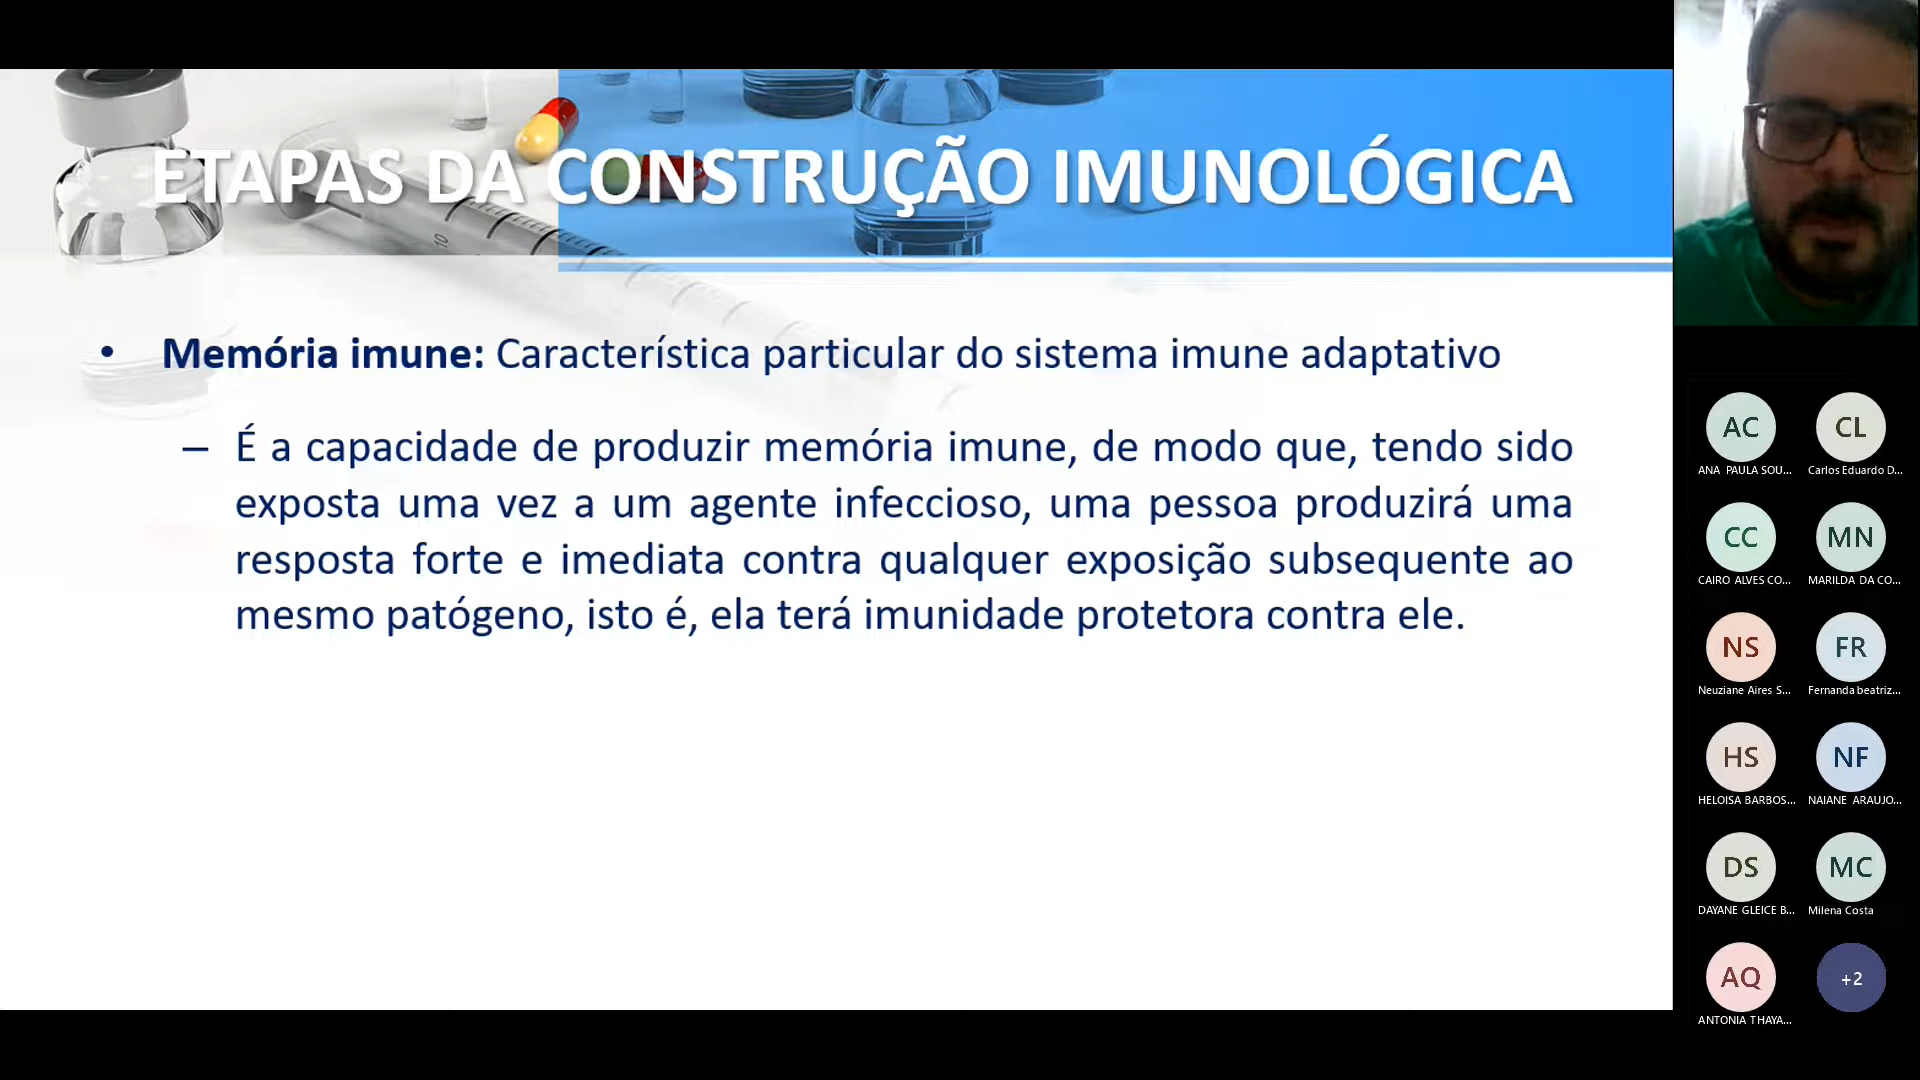 ETAPAS DA CONSTRUÇÃO IMUNOLÓGICA
• Memória imune: Característica particular do sistema imune adaptativo
– É a capacidade de produzir memória imune, de modo que, tendo sido
exposta uma vez a um agente infeccioso, uma pessoa produzirá uma
resposta forte e imediata contra qualquer exposição subsequente ao
mesmo patógeno, isto é, ela terá imunidade protetora contra ele.
10
AC CL
ANA PAULA SOU... Carlos Eduardo D...
CC MN
CAIRO ALVES CO... MARILDA DA CO...
NS FR
Neuziane Aires S... Fernanda beatriz...
HS NF
HELOISA BARBOS... NAIANE ARAUJO...
DS MC
DAYANE GLEICE B... Milena Costa
AQ +2
ANTONIA THAYA...